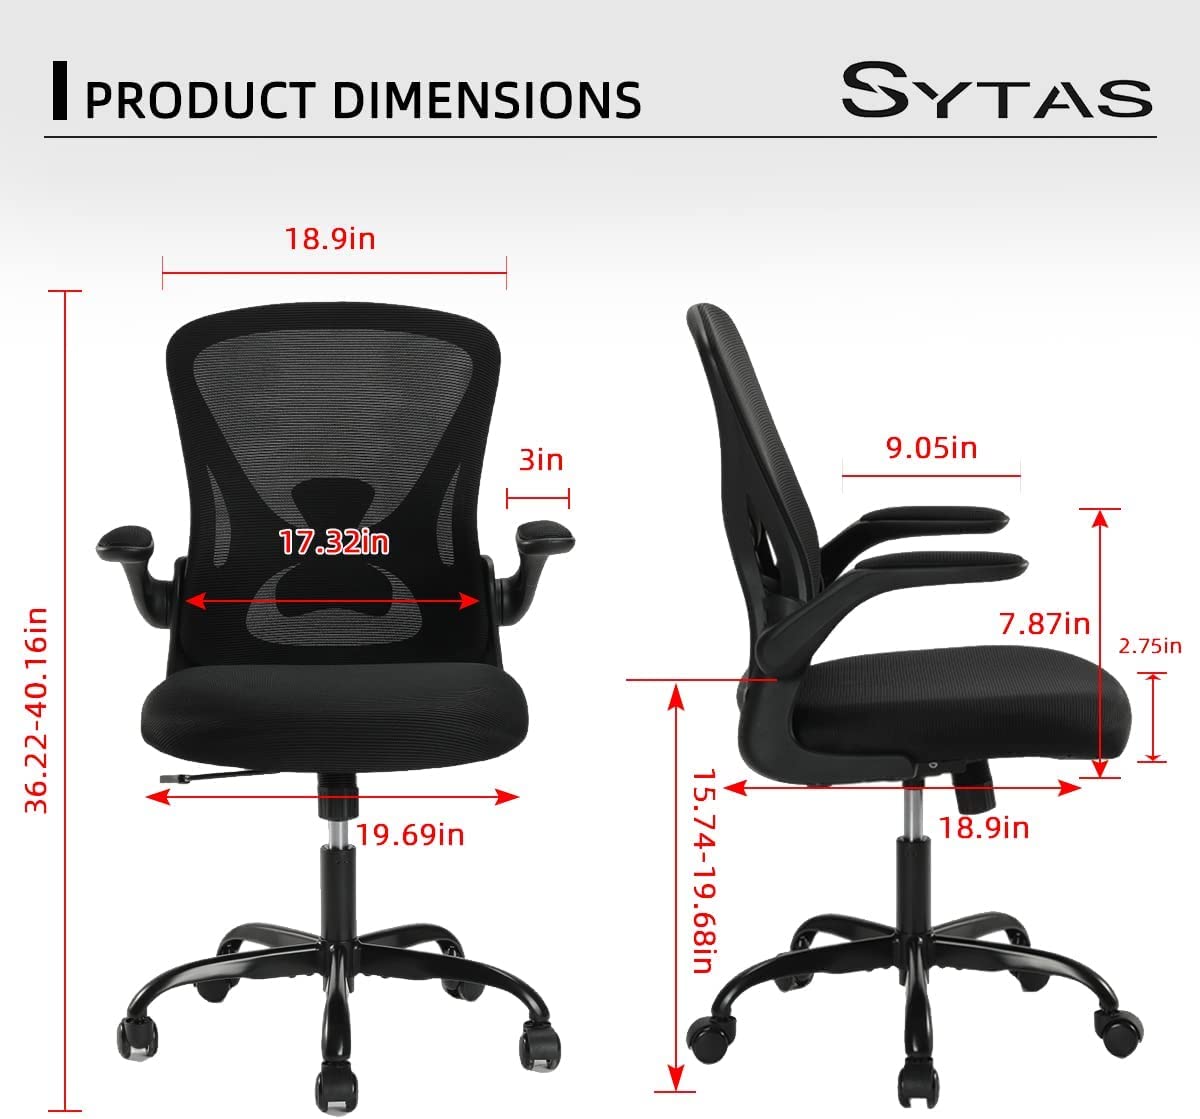 PRODUCT DIMENSIONS
SYTAS
18.9in
3in
17.32in
36.22-40.16in
19.69in
9.05in
7.87in
2.75in
15.74-19.68in
18.9in